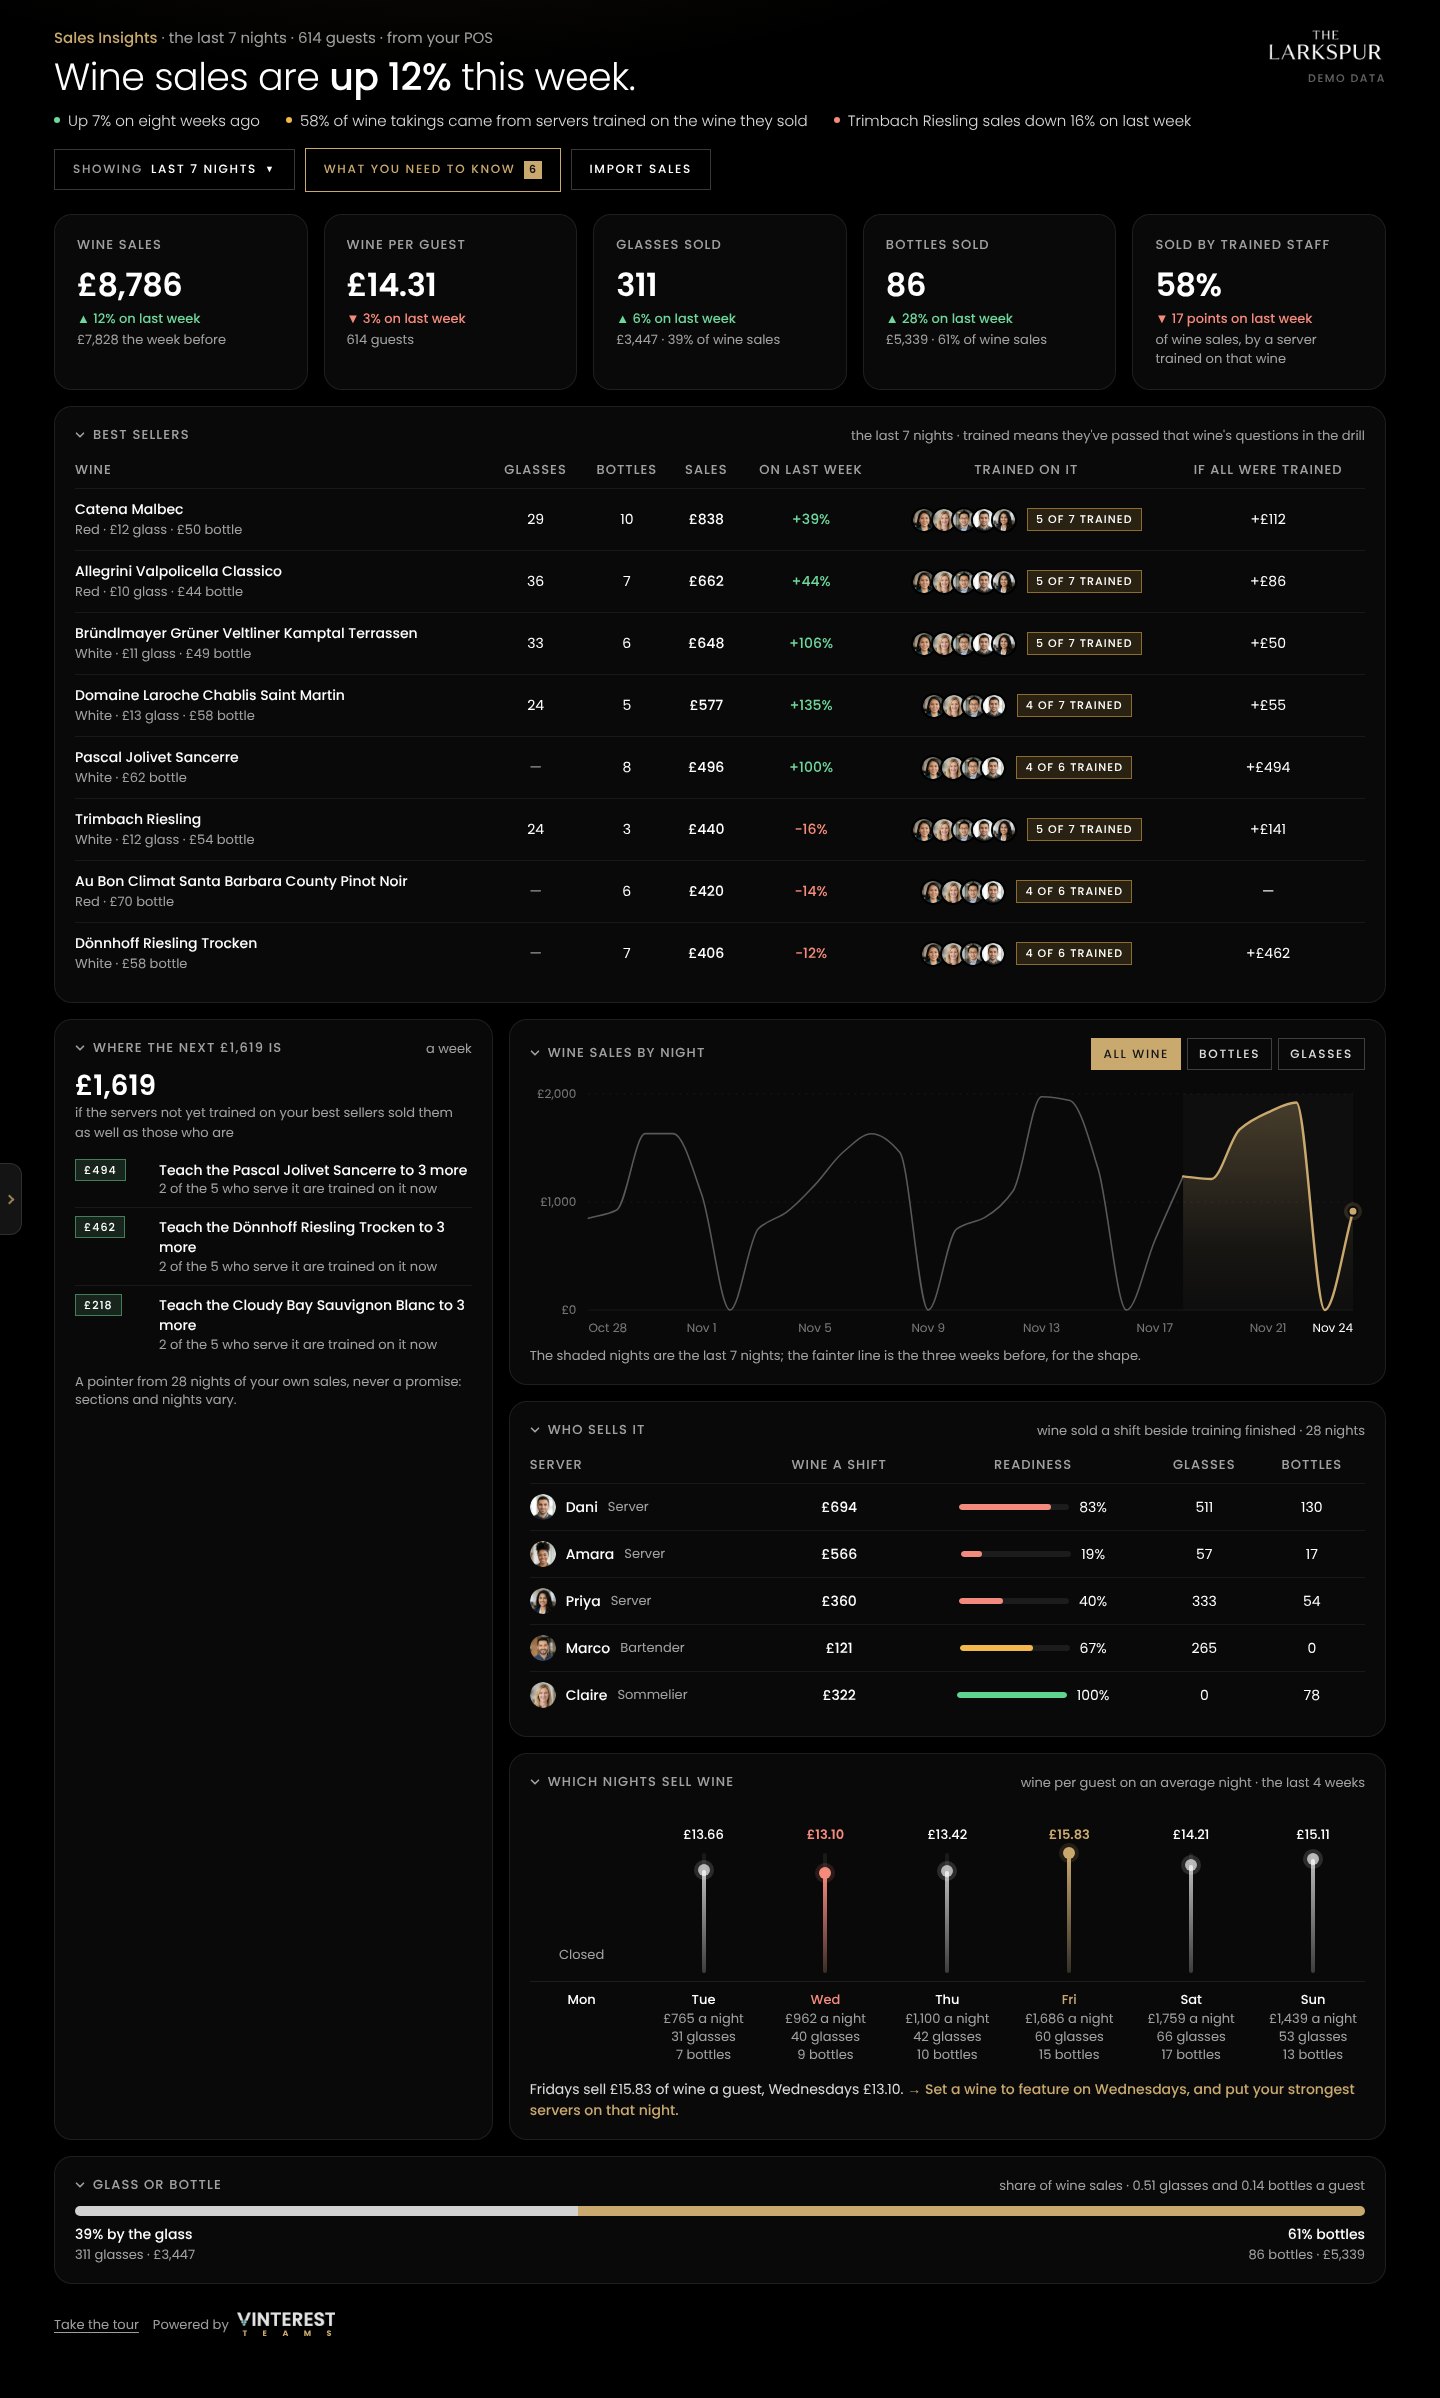 Sales Insights · the last 7 nights · 614 guests · from your POS
THE
LARKSPUR
DEMO DATA
Wine sales are up 12% this week.
Up 7% on eight weeks ago
58% of wine takings came from servers trained on the wine they sold
Trimbach Riesling sales down 16% on last week
SHOWING LAST 7 NIGHTS ▼
WHAT YOU NEED TO KNOW 6
IMPORT SALES
WINE SALES
£8,786
▲ 12% on last week
£7,828 the week before
WINE PER GUEST
£14.31
▼ 3% on last week
614 guests
GLASSES SOLD
311
▲ 6% on last week
£3,447 · 39% of wine sales
BOTTLES SOLD
86
▲ 28% on last week
£5,339 · 61% of wine sales
SOLD BY TRAINED STAFF
58%
▼ 17 points on last week
of wine sales, by a server
trained on that wine
BEST SELLERS
the last 7 nights · trained means they've passed that wine's questions in the drill
WINE GLASSES BOTTLES SALES ON LAST WEEK TRAINED ON IT IF ALL WERE TRAINED
Catena Malbec
Red · £12 glass · £50 bottle
29 10 £838 +39% 5 OF 7 TRAINED +£112
Allegrini Valpolicella Classico
Red · £10 glass · £44 bottle
36 7 £662 +44% 5 OF 7 TRAINED +£86
Bründlmayer Grüner Veltliner Kamptal Terrassen
White · £11 glass · £49 bottle
33 6 £648 +106% 5 OF 7 TRAINED +£50
Domaine Laroche Chablis Saint Martin
White · £13 glass · £58 bottle
24 5 £577 +135% 4 OF 7 TRAINED +£55
Pascal Jolivet Sancerre
White · £62 bottle
— 8 £496 +100% 4 OF 6 TRAINED +£494
Trimbach Riesling
White · £12 glass · £54 bottle
24 3 £440 -16% 5 OF 7 TRAINED +£141
Au Bon Climat Santa Barbara County Pinot Noir
Red · £70 bottle
— 6 £420 -14% 4 OF 6 TRAINED —
Dönnhoff Riesling Trocken
White · £58 bottle
— 7 £406 -12% 4 OF 6 TRAINED +£462
WHERE THE NEXT £1,619 IS
a week
£1,619
if the servers not yet trained on your best sellers sold them
as well as those who are
£494
Teach the Pascal Jolivet Sancerre to 3 more
2 of the 5 who serve it are trained on it now
£462
Teach the Dönnhoff Riesling Trocken to 3
more
2 of the 5 who serve it are trained on it now
£218
Teach the Cloudy Bay Sauvignon Blanc to 3
more
2 of the 5 who serve it are trained on it now
A pointer from 28 nights of your own sales, never a promise:
sections and nights vary.
WINE SALES BY NIGHT
ALL WINE BOTTLES GLASSES
£2,000
£1,000
£0
Oct 28 Nov 1 Nov 5 Nov 9 Nov 13 Nov 17 Nov 21 Nov 24
The shaded nights are the last 7 nights; the fainter line is the three weeks before, for the shape.
WHO SELLS IT
wine sold a shift beside training finished · 28 nights
SERVER WINE A SHIFT READINESS GLASSES BOTTLES
Dani Server £694 83% 511 130
Amara Server £566 19% 57 17
Priya Server £360 40% 333 54
Marco Bartender £121 67% 265 0
Claire Sommelier £322 100% 0 78
WHICH NIGHTS SELL WINE
wine per guest on an average night · the last 4 weeks
£13.66 £13.10 £13.42 £15.83 £14.21 £15.11
Closed
Mon Tue Wed Thu Fri Sat Sun
£765 a night £962 a night £1,100 a night £1,686 a night £1,759 a night £1,439 a night
31 glasses 40 glasses 42 glasses 60 glasses 66 glasses 53 glasses
7 bottles 9 bottles 10 bottles 15 bottles 17 bottles 13 bottles
Fridays sell £15.83 of wine a guest, Wednesdays £13.10. → Set a wine to feature on Wednesdays, and put your strongest
servers on that night.
GLASS OR BOTTLE
share of wine sales · 0.51 glasses and 0.14 bottles a guest
39% by the glass
61% bottles
311 glasses · £3,447
86 bottles · £5,339
Take the tour Powered by VINTEREST
TEAMS